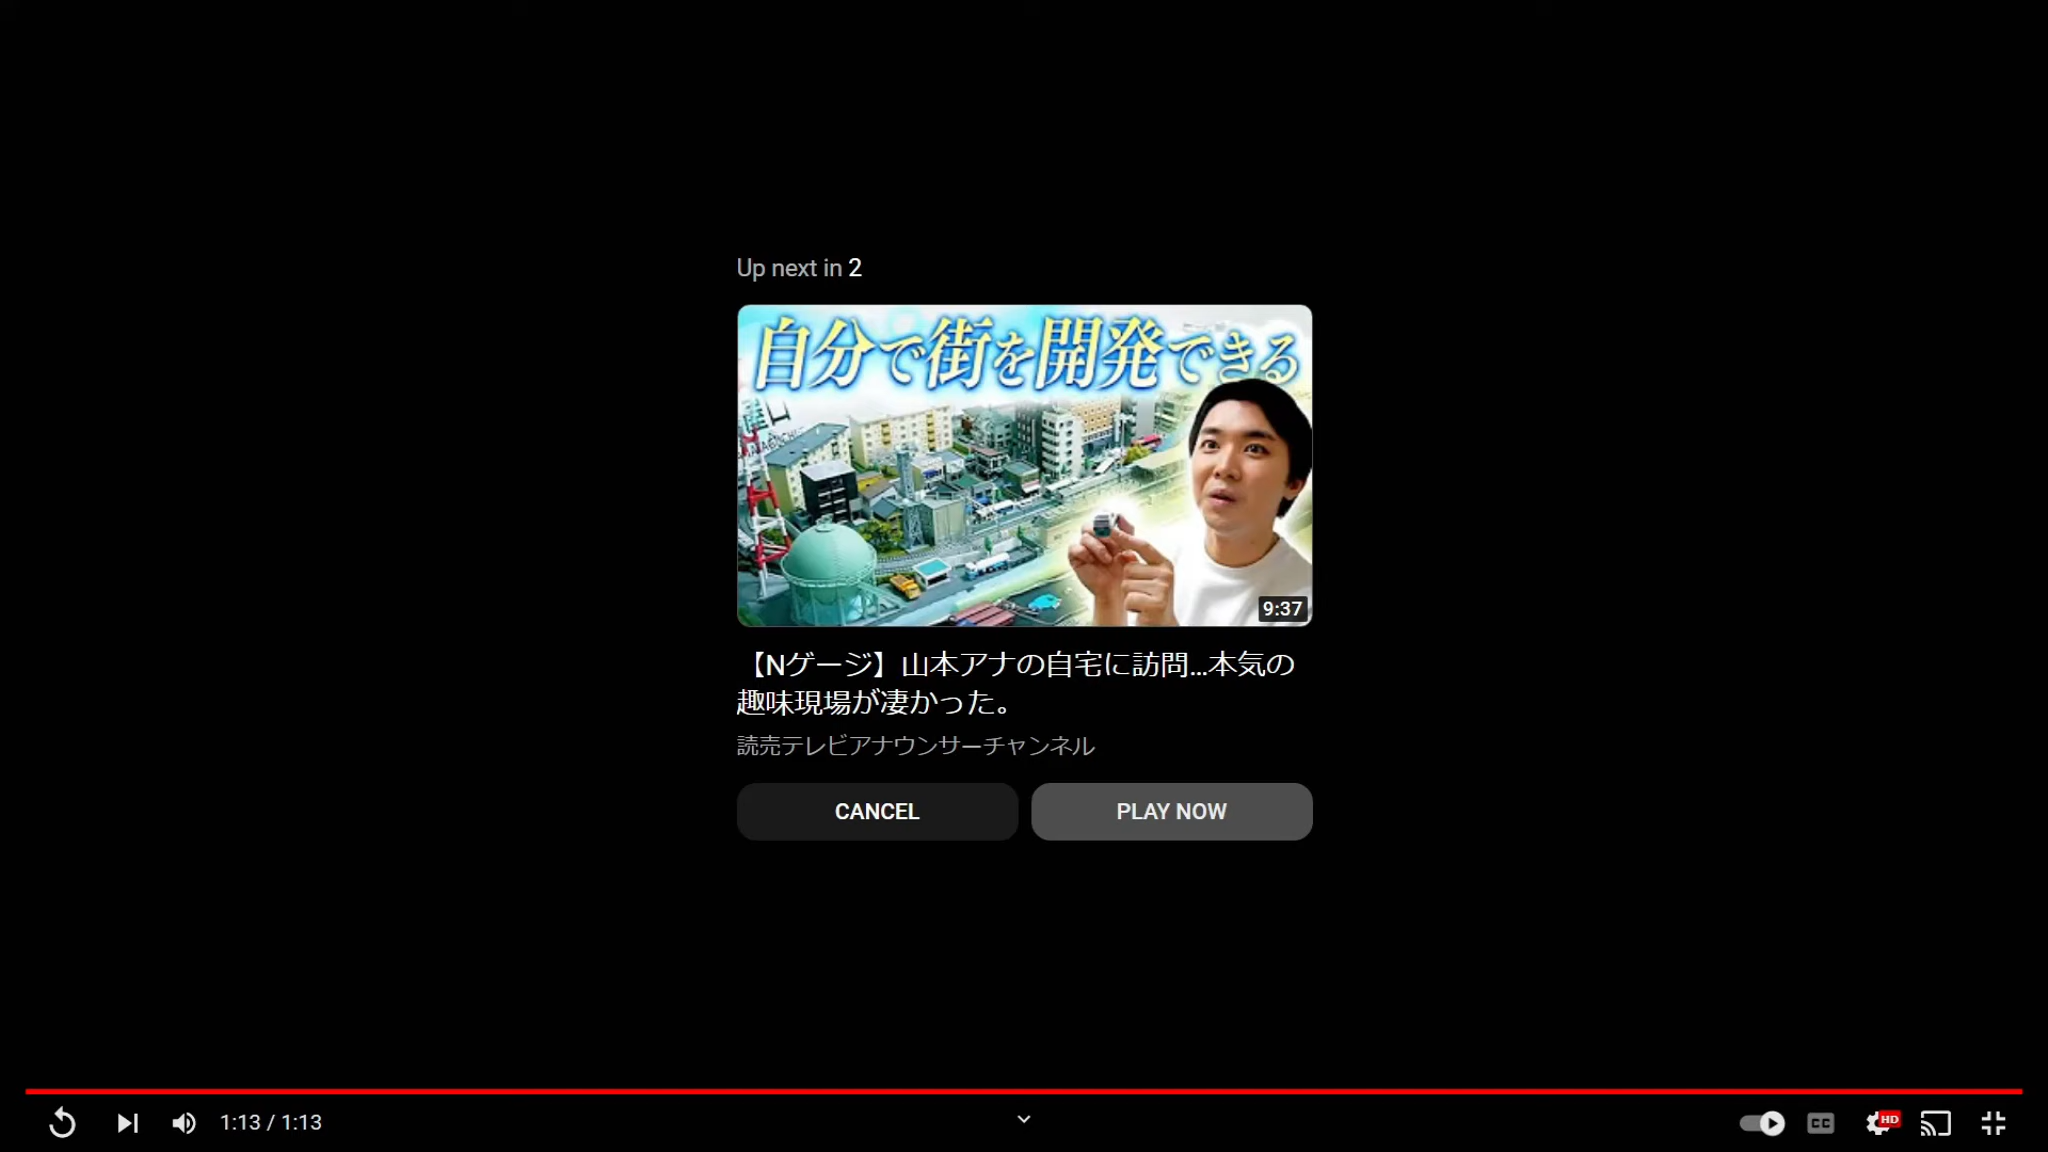 Up next in 2
自分で街を開発できる
9:37
【Nゲージ】山本アナの自宅に訪問...本気の
趣味現場が凄かった。
読売テレビアナウンサーチャンネル
CANCEL
PLAY NOW
1:13 / 1:13
CC
HD